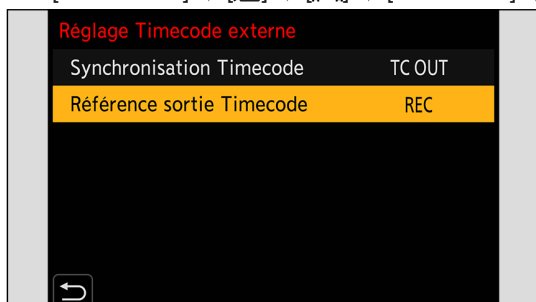 Réglage Timecode externe
Synchronisation Timecode TC OUT
Référence sortie Timecode REC